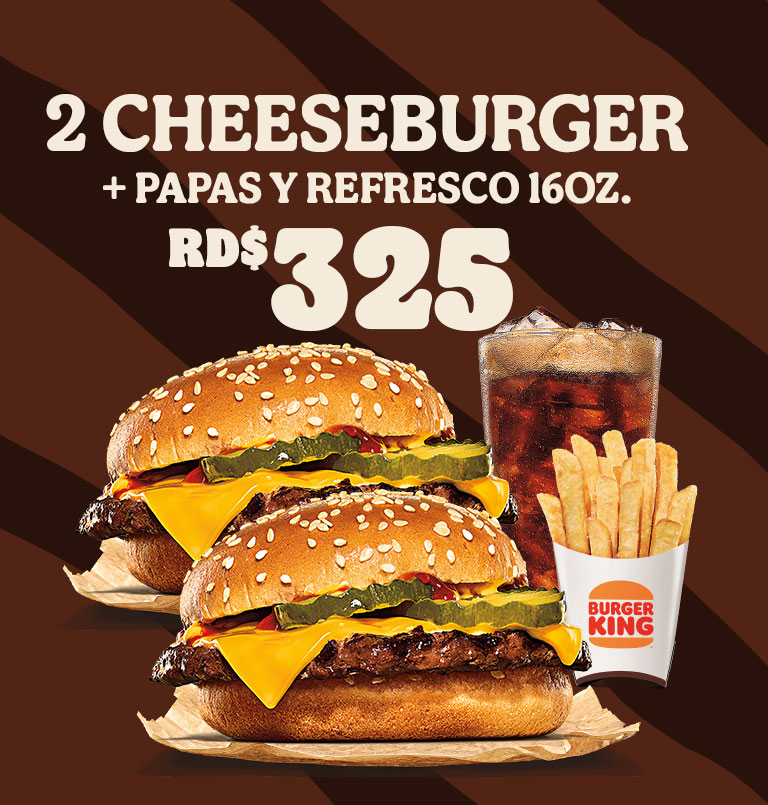 2 CHEESEBURGER
+ PAPAS Y REFRESCO 16OZ.
RD$325
BURGER
KING